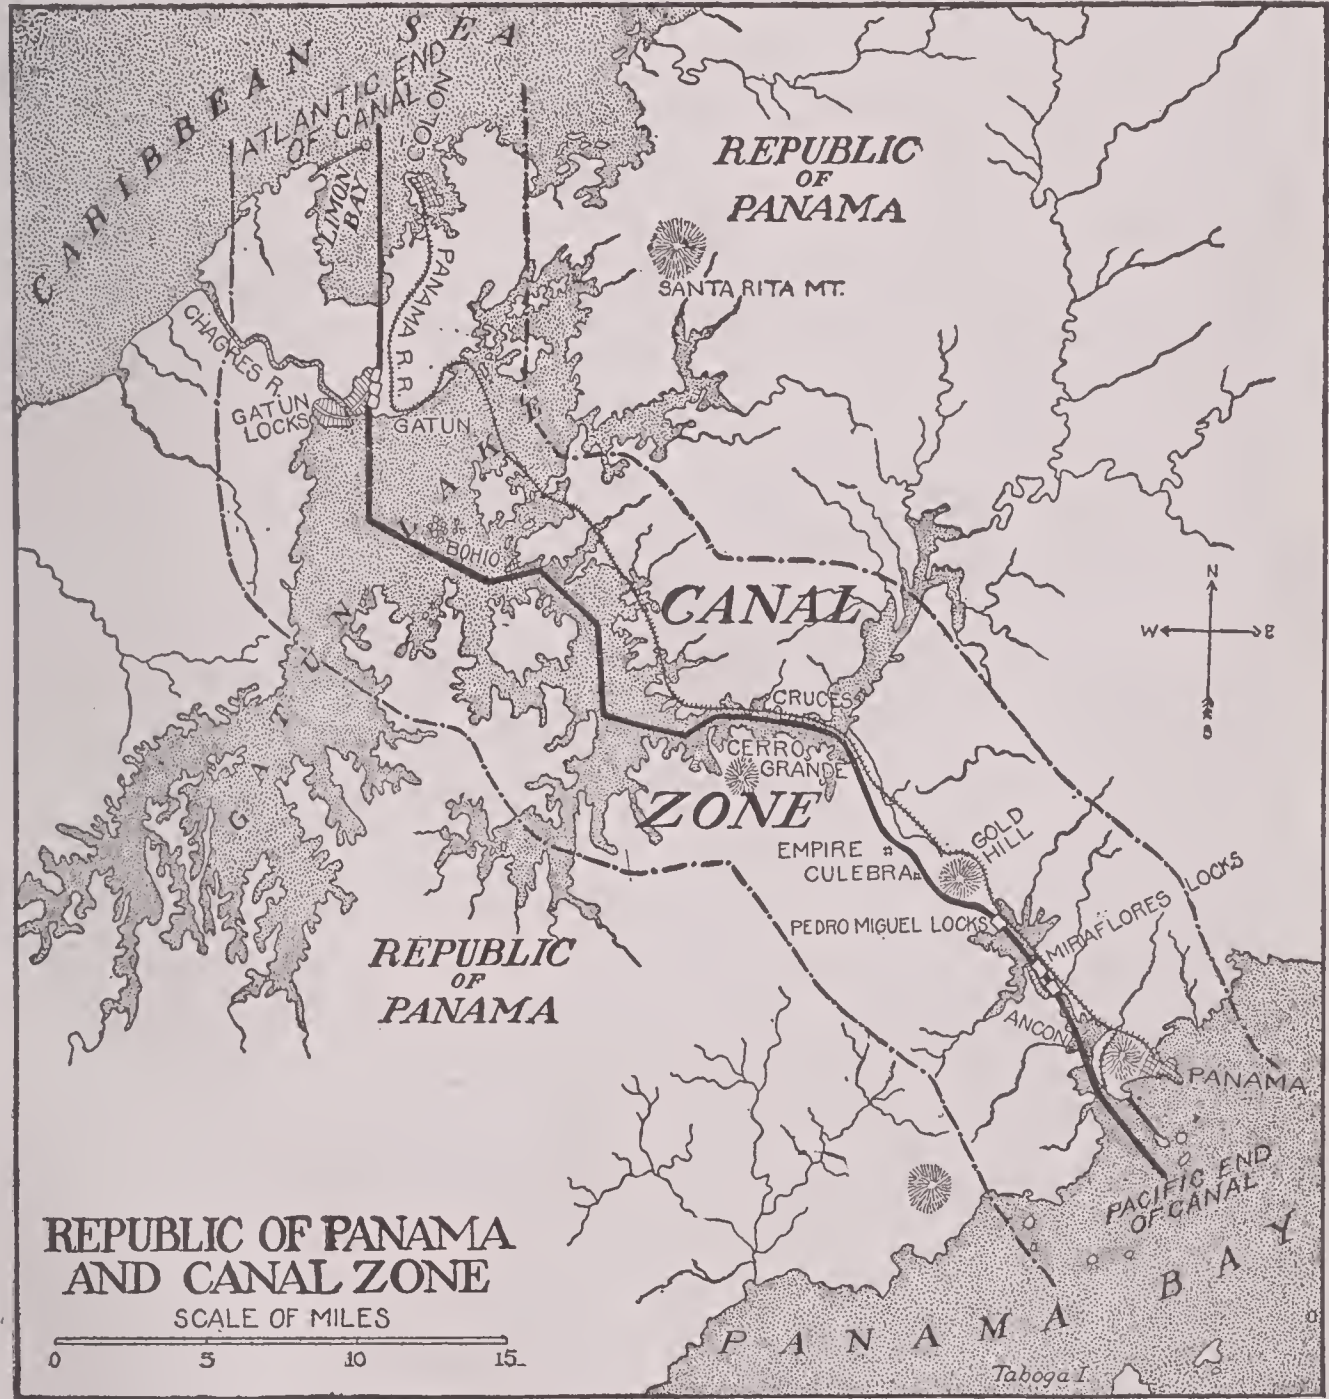 CARIBBEAN SEA
ATLANTIC END
OF CANAL
COLON
LIMON
BAY
PANAMA R.R.
REPUBLIC
OF
PANAMA
SANTA RITA MT.
CHAGRES R.
GATUN
LOCKS
GATUN
GATUN LAKE
BOHIO
CANAL
ZONE
N
W E
S
CRUCES
CERRO
GRANDE
EMPIRE
CULEBRA
GOLD
HILL
PEDRO MIGUEL LOCKS
MIRAFLORES LOCKS
REPUBLIC
OF
PANAMA
ANCON
PANAMA
PACIFIC END
OF CANAL
PANAMA BAY
Taboga I.
REPUBLIC OF PANAMA
AND CANAL ZONE
SCALE OF MILES
0 5 10 15